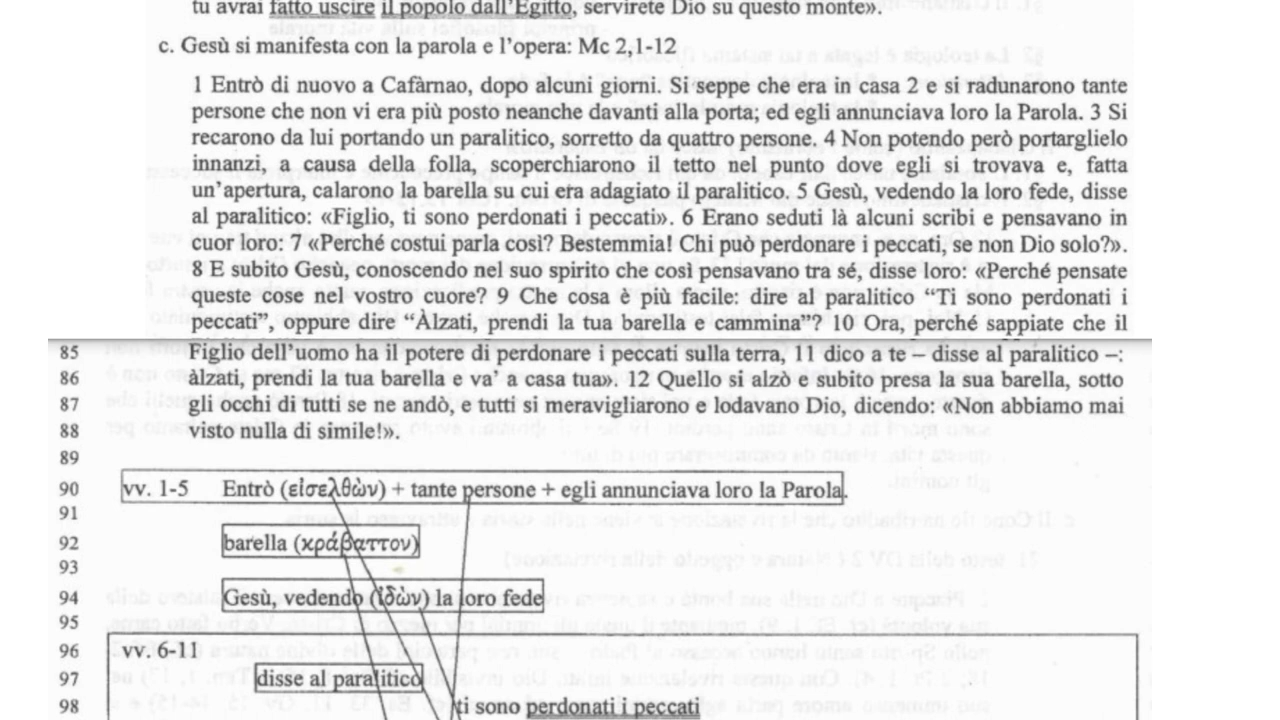 tu avrai fatto uscire il popolo dall'Egitto, servirete Dio su questo monte».
c. Gesù si manifesta con la parola e l'opera: Mc 2,1-12
1 Entrò di nuovo a Cafàrnao, dopo alcuni giorni. Si seppe che era in casa 2 e si radunarono tante
persone che non vi era più posto neanche davanti alla porta; ed egli annunciava loro la Parola. 3 Si
recarono da lui portando un paralitico, sorretto da quattro persone. 4 Non potendo però portarglielo
innanzi, a causa della folla, scoperchiarono il tetto nel punto dove egli si trovava e, fatta
un'apertura, calarono la barella su cui era adagiato il paralitico. 5 Gesù, vedendo la loro fede, disse
al paralitico: «Figlio, ti sono perdonati i peccati». 6 Erano seduti là alcuni scribi e pensavano in
cuor loro: 7 «Perché costui parla così? Bestemmia! Chi può perdonare i peccati, se non Dio solo?».
8 E subito Gesù, conoscendo nel suo spirito che così pensavano tra sé, disse loro: «Perché pensate
queste cose nel vostro cuore? 9 Che cosa è più facile: dire al paralitico “Ti sono perdonati i
peccati”, oppure dire “Alzati, prendi la tua barella e cammina”? 10 Ora, perché sappiate che il
85 Figlio dell'uomo ha il potere di perdonare i peccati sulla terra, 11 dico a te – disse al paralitico –:
86 alzati, prendi la tua barella e va' a casa tua». 12 Quello si alzò e subito presa la sua barella, sotto
87 gli occhi di tutti se ne andò, e tutti si meravigliarono e lodavano Dio, dicendo: «Non abbiamo mai
88 visto nulla di simile!».
89
90 vv. 1-5 Entrò (εἰσελθὼν) + tante persone + egli annunciava loro la Parola.
91
92 barella (κράβαττον)
93
94 Gesù, vedendo (ἰδὼν) la loro fede
95
96 vv. 6-11
97 disse al paralitico
98 ti sono perdonati i peccati